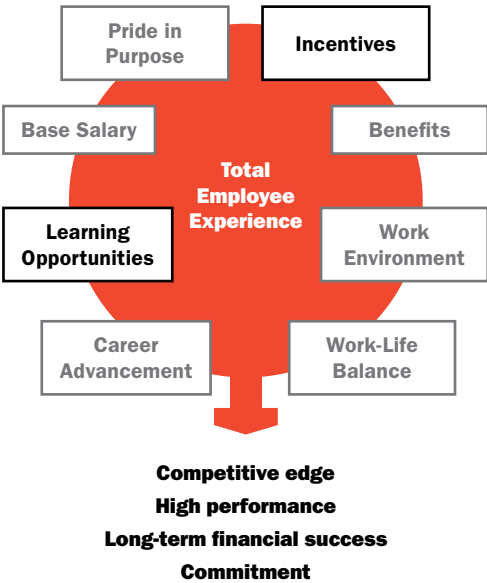 Pride in
Purpose
Incentives
Base Salary
Benefits
Total
Employee
Experience
Learning
Opportunities
Work
Environment
Career
Advancement
Work-Life
Balance
Competitive edge
High performance
Long-term financial success
Commitment